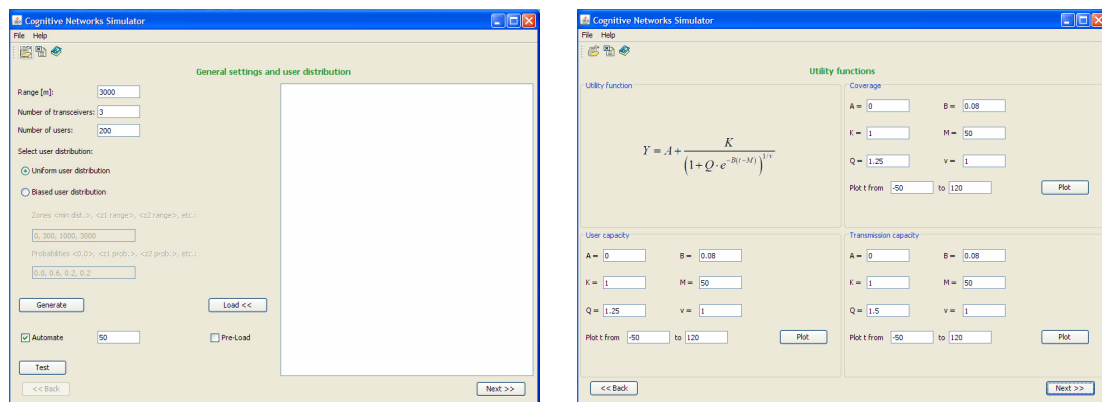 Cognitive Networks Simulator
File Help
General settings and user distribution
Range [m]: 3000
Number of transceivers: 3
Number of users: 200
Select user distribution:
Uniform user distribution
Biased user distribution
Zones <min dist.>, <z1 range>, <z2 range>, etc.:
0, 300, 1000, 3000
Probabilities <0.0>, <z1 prob.>, <z2 prob.>, etc.:
0.0, 0.6, 0.2, 0.2
Generate Load <<
Automate 50 Pre-Load
Test
<< Back Next >>
Cognitive Networks Simulator
File Help
Utility functions
Utility function
Y = A + K / (1 + Q · e^{-B(t-M)})^{1/v}
Coverage
A = 0 B = 0.08
K = 1 M = 50
Q = 1.25 v = 1
Plot t from -50 to 120 Plot
User capacity
A = 0 B = 0.08
K = 1 M = 50
Q = 1.25 v = 1
Plot t from -50 to 120 Plot
Transmission capacity
A = 0 B = 0.08
K = 1 M = 50
Q = 1.5 v = 1
Plot t from -50 to 120 Plot
<< Back Next >>